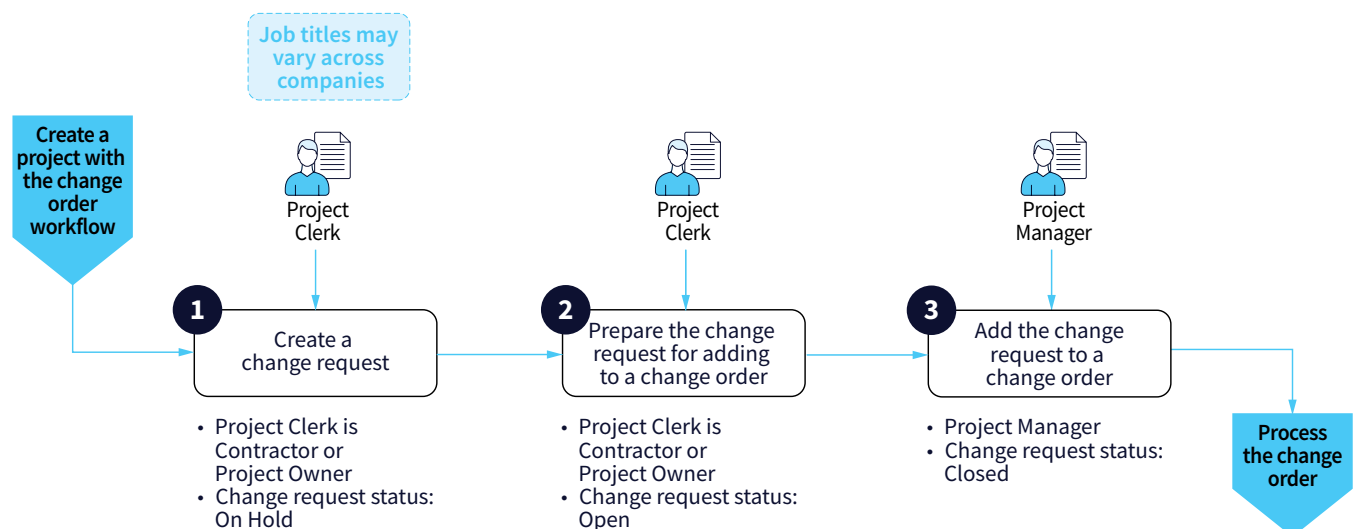 Job titles may
vary across
companies
Create a
project with
the change
order
workflow
Project
Clerk
Project
Clerk
Project
Manager
1
Create a
change request
2
Prepare the change
request for adding
to a change order
3
Add the change
request to a
change order
• Project Clerk is
Contractor or
Project Owner
• Change request status:
On Hold
• Project Clerk is
Contractor or
Project Owner
• Change request status:
Open
• Project Manager
• Change request status:
Closed
Process
the change
order